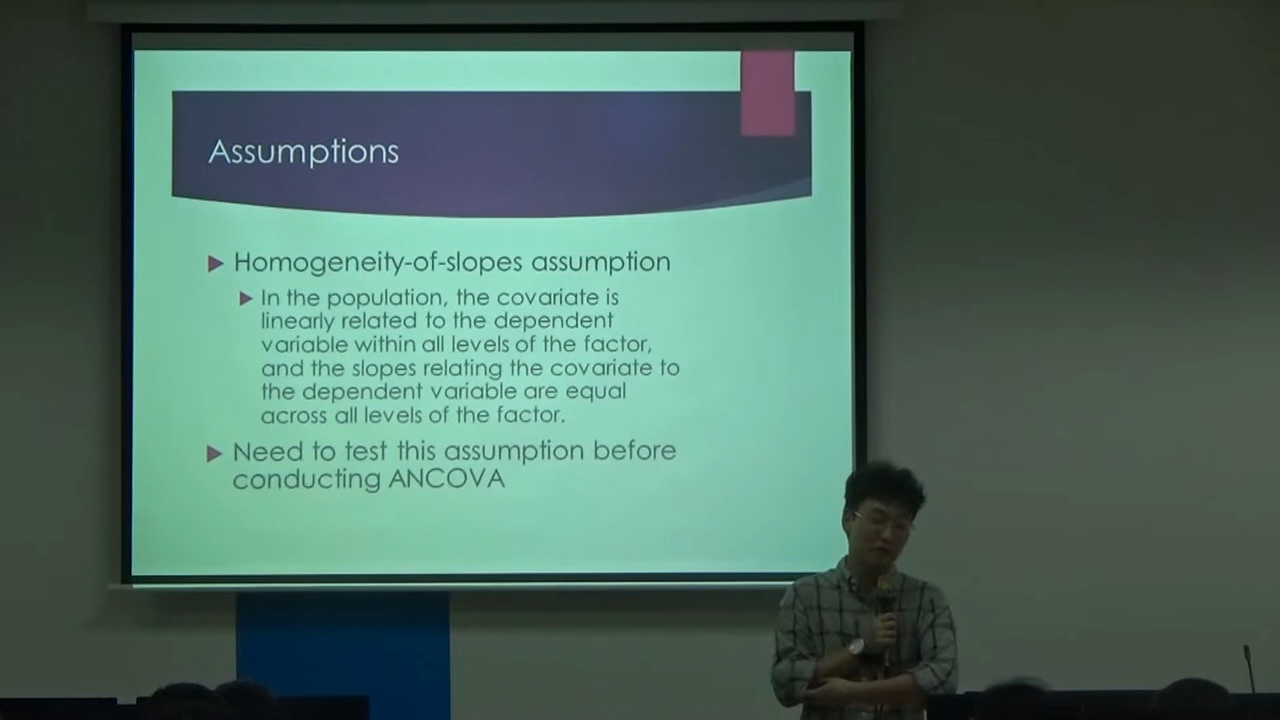 Assumptions
Homogeneity-of-slopes assumption
In the population, the covariate is
linearly related to the dependent
variable within all levels of the factor,
and the slopes relating the covariate to
the dependent variable are equal
across all levels of the factor.
Need to test this assumption before
conducting ANCOVA